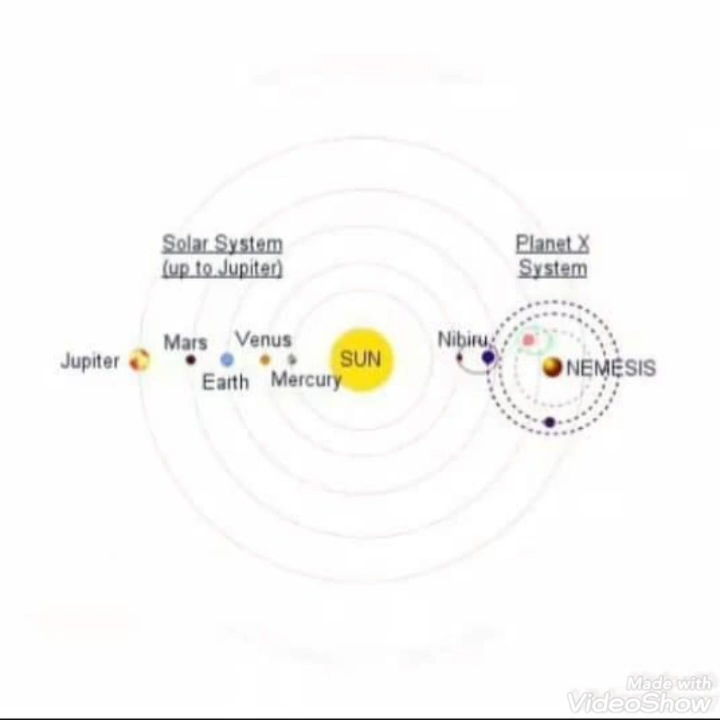 Solar System
(up to Jupiter)
Planet X
System
Jupiter
Mars
Earth
Venus
Mercury
SUN
Nibiru
NEMESIS
Made with
VideoShow